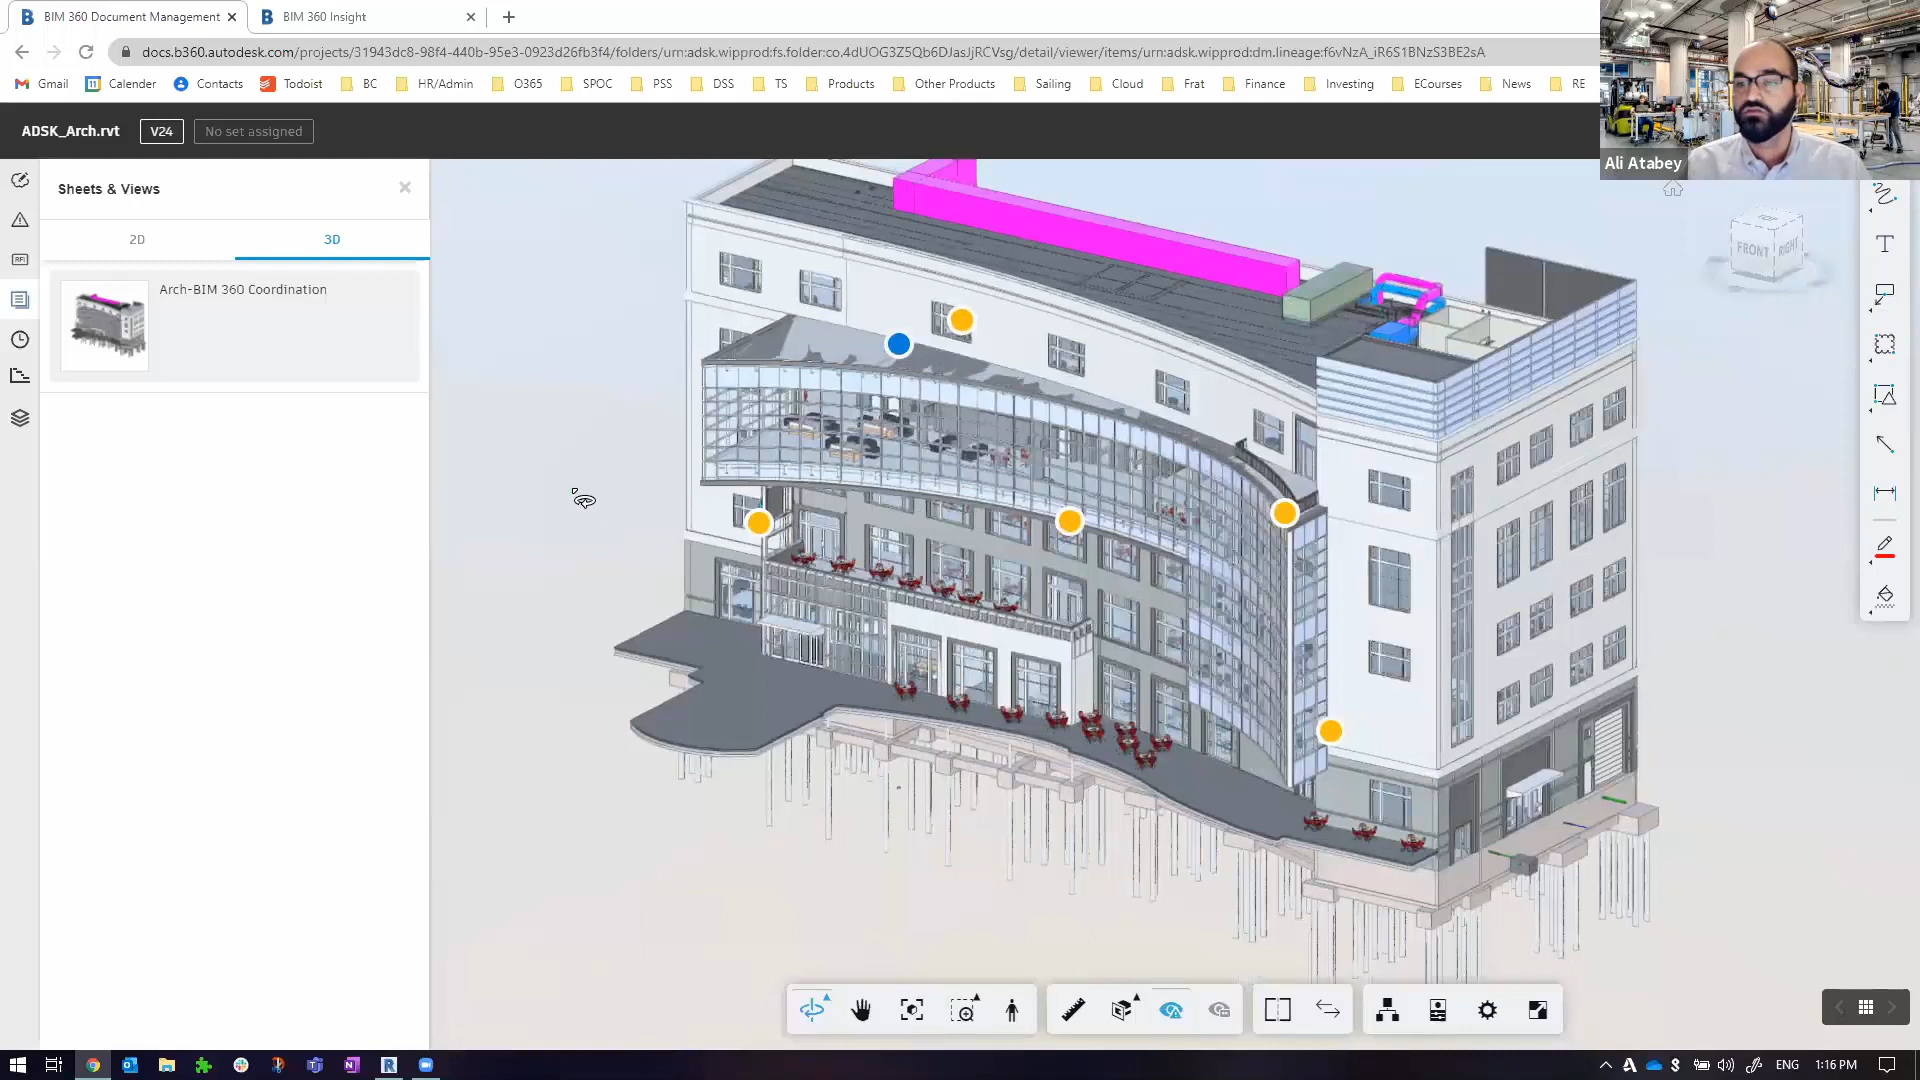 BIM 360 Document Management
BIM 360 Insight
docs.b360.autodesk.com/projects/31943dc8-98f4-440b-95e3-0923d26fb3f4/folders/urn:adsk.wipprod:fs.folder:co.4dUOG3Z5Qb6DJasJjRCVsg/detail/viewer/items/urn:adsk.wipprod:dm.lineage:f6vNzA_iR6S1BNzS3BE2sA
Gmail
Calender
Contacts
Todoist
BC
HR/Admin
O365
SPOC
PSS
DSS
TS
Products
Other Products
Sailing
Cloud
Frat
Finance
Investing
ECourses
News
RE
Ali Atabey
ADSK_Arch.rvt
V24
No set assigned
Sheets & Views
2D
3D
Arch-BIM 360 Coordination
RFI
FRONT
RIGHT
ENG
1:16 PM